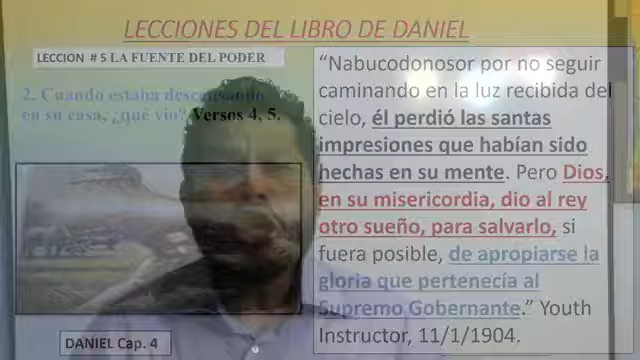 LECCIONES DEL LIBRO DE DANIEL
LECCION # 5 LA FUENTE DEL PODER
2. Cuando estaba descansando
en su casa, ¿qué vio? Versos 4, 5.
DANIEL Cap. 4
“Nabucodonosor por no seguir
caminando en la luz recibida del
cielo, él perdió las santas
impresiones que habían sido
hechas en su mente. Pero Dios,
en su misericordia, dio al rey
otro sueño, para salvarlo, si
fuera posible, de apropiarse la
gloria que pertenecía al
Supremo Gobernante.” Youth
Instructor, 11/1/1904.